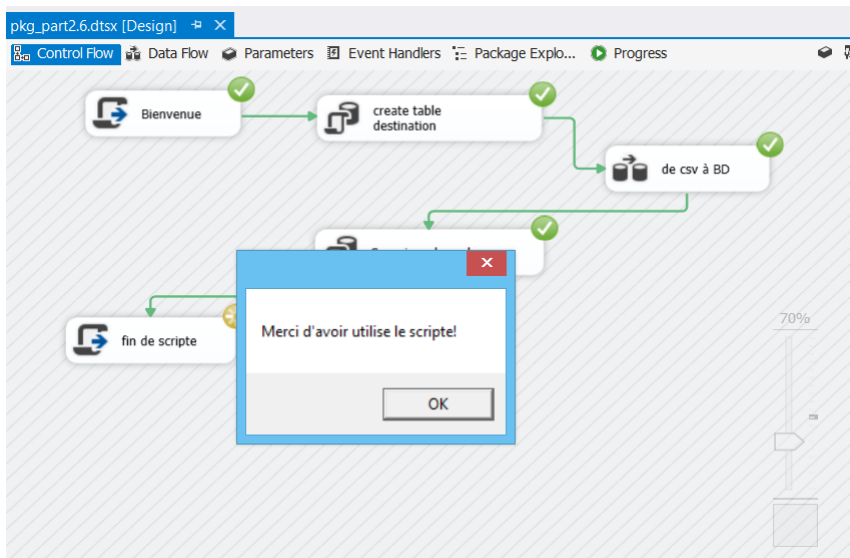 pkg_part2.6.dtsx [Design]
Control Flow Data Flow Parameters Event Handlers Package Explo... Progress
Bienvenue
create table
destination
de csv à BD
Merci d'avoir utilise le scripte!
OK
fin de scripte
70%